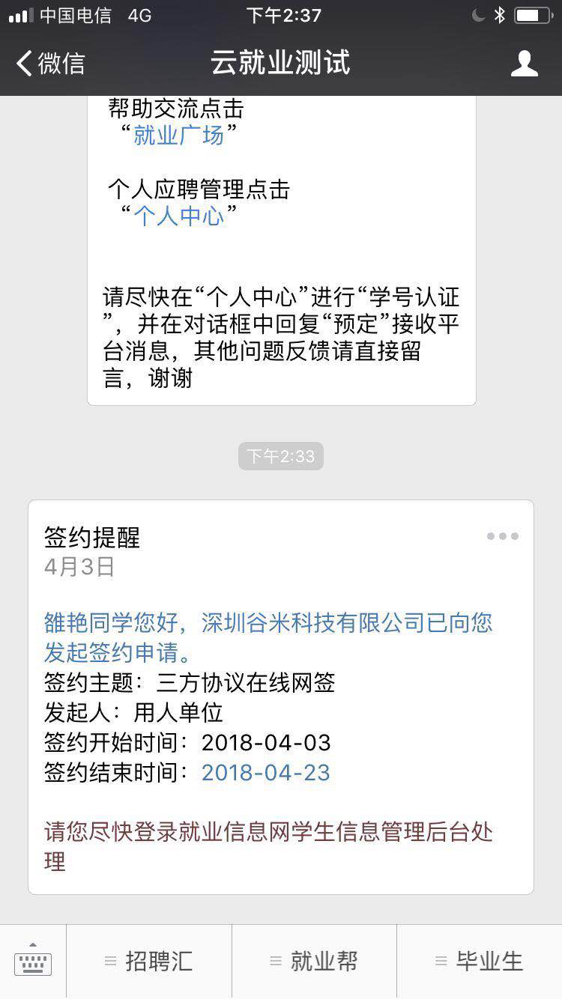 中国电信 4G 下午2:37
微信 云就业测试
帮助交流点击
“就业广场”
个人应聘管理点击
“个人中心”
请尽快在“个人中心”进行“学号认证
”，并在对话框中回复“预定”接收平
台消息，其他问题反馈请直接留
言，谢谢
下午2:33
签约提醒
4月3日
雒艳同学您好，深圳谷米科技有限公司已向您
发起签约申请。
签约主题：三方协议在线网签
发起人：用人单位
签约开始时间：2018-04-03
签约结束时间：2018-04-23
请您尽快登录就业信息网学生信息管理后台处
理
招聘汇 就业帮 毕业生